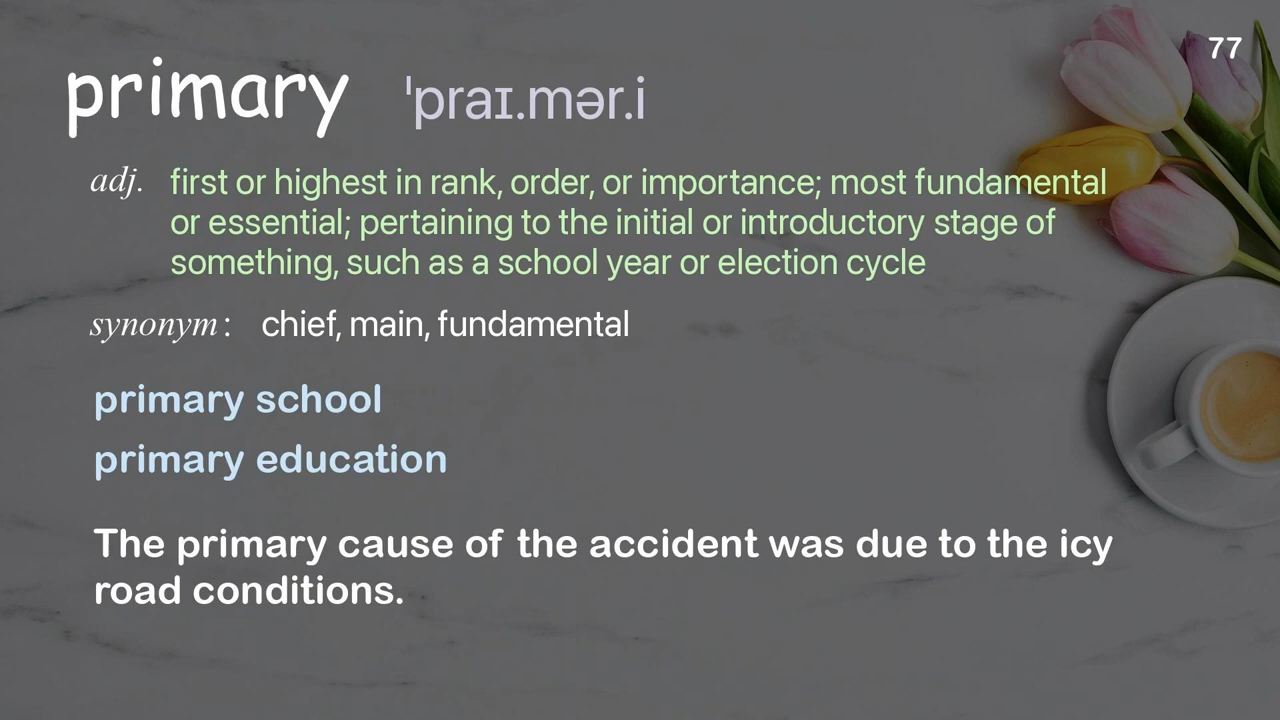 77
primary ˈpraɪ.mər.i
adj. first or highest in rank, order, or importance; most fundamental
or essential; pertaining to the initial or introductory stage of
something, such as a school year or election cycle
synonym: chief, main, fundamental
primary school
primary education
The primary cause of the accident was due to the icy
road conditions.